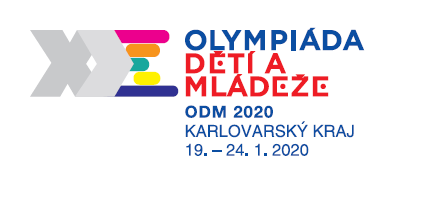 OLYMPIÁDA
DĚTÍ A
MLÁDEŽE
ODM 2020
KARLOVARSKÝ KRAJ
19. – 24. 1. 2020